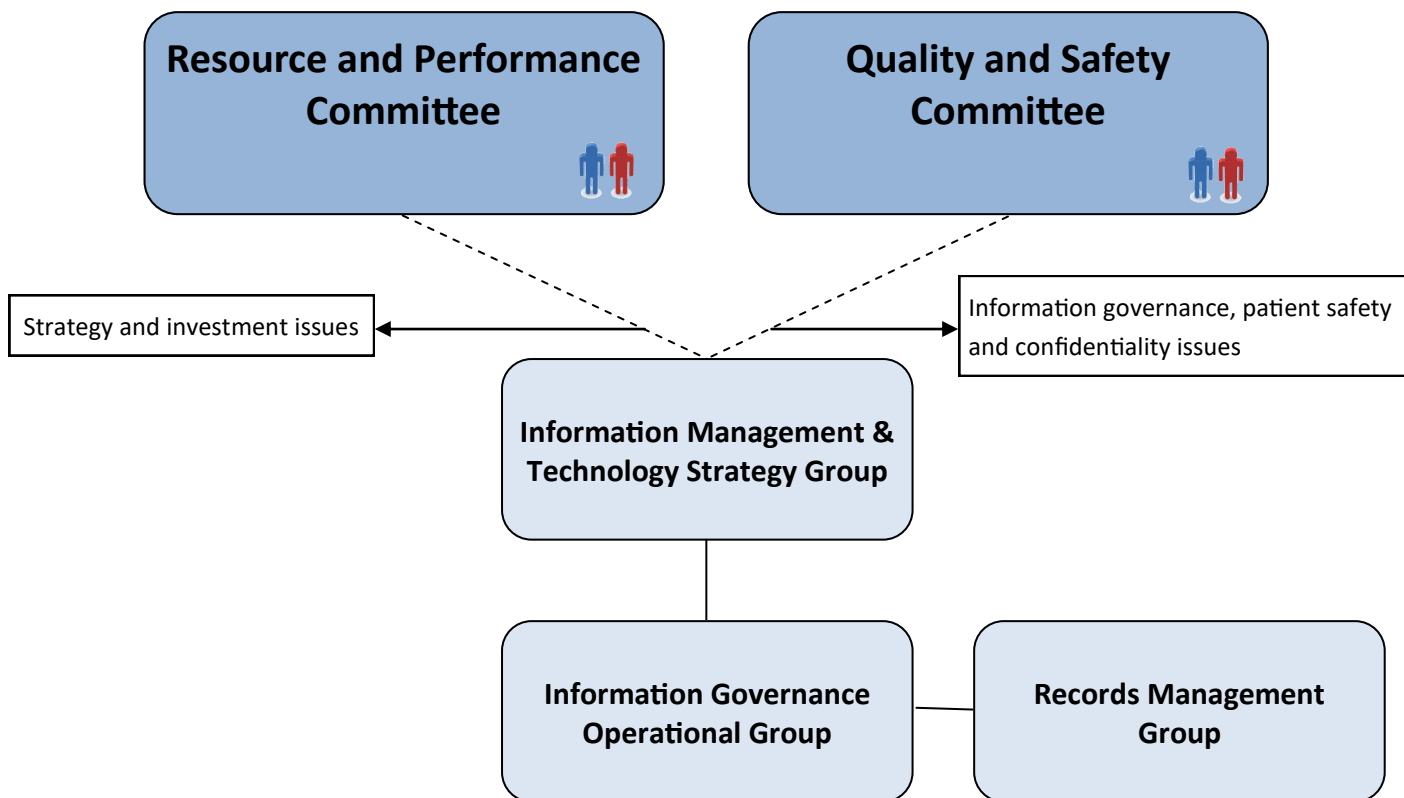 Resource and Performance
Committee
Quality and Safety
Committee
Strategy and investment issues
Information governance, patient safety
and confidentiality issues
Information Management &
Technology Strategy Group
Information Governance
Operational Group
Records Management
Group